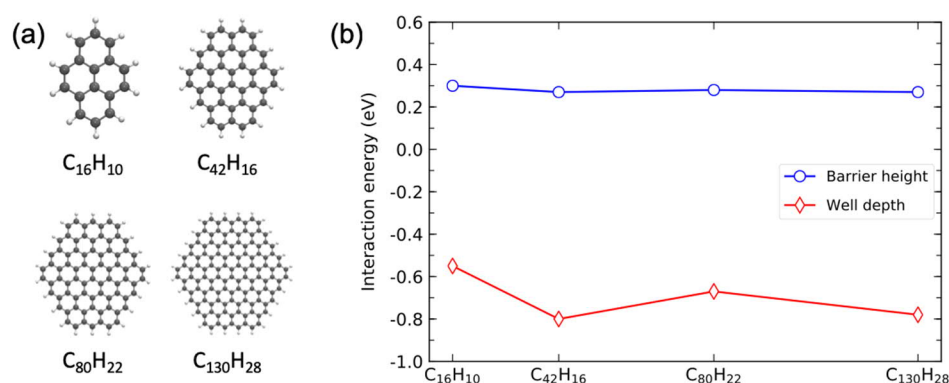 (a)
C₁₆H₁₀ C₄₂H₁₆
C₈₀H₂₂ C₁₃₀H₂₈
(b)
Interaction energy (eV)
0.6
0.4
0.2
0.0
-0.2
-0.4
-0.6
-0.8
-1.0
Barrier height
Well depth
C₁₆H₁₀ C₄₂H₁₆ C₈₀H₂₂ C₁₃₀H₂₈